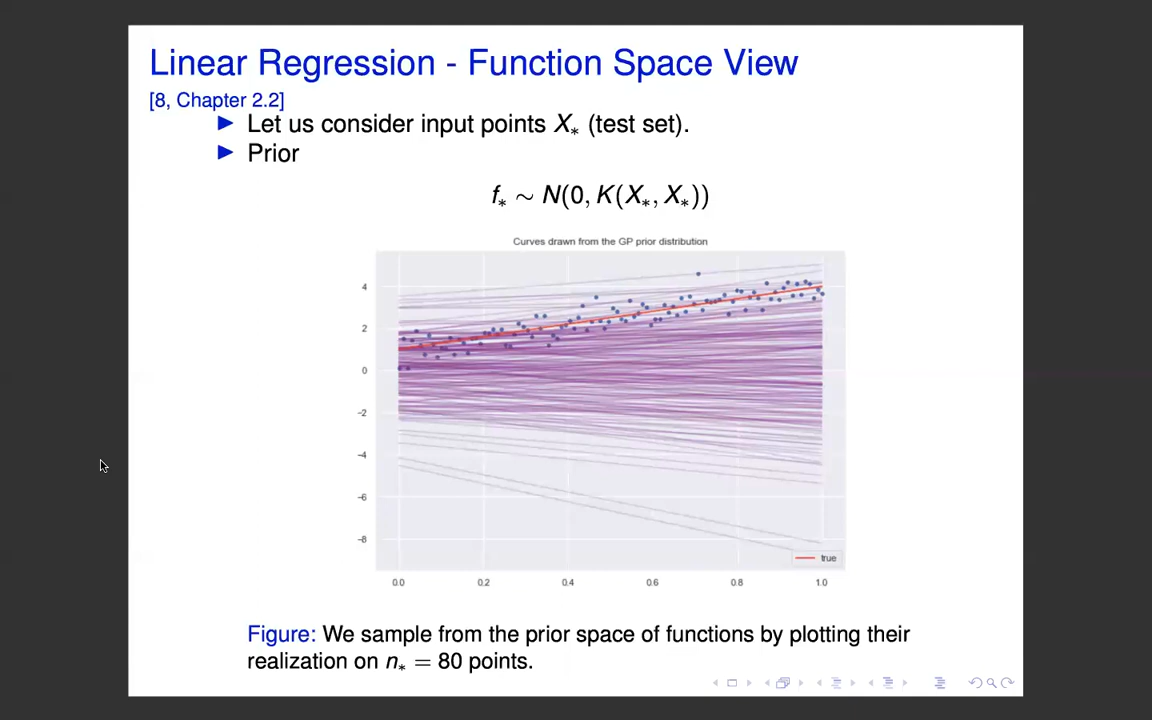 Linear Regression - Function Space View
[8, Chapter 2.2]
▶ Let us consider input points X∗ (test set).
▶ Prior
f∗ ∼ N(0, K(X∗, X∗))
Curves drawn from the GP prior distribution
4
2
0
−2
−4
−6
−8
true
0.0 0.2 0.4 0.6 0.8 1.0
Figure: We sample from the prior space of functions by plotting their
realization on n∗ = 80 points.